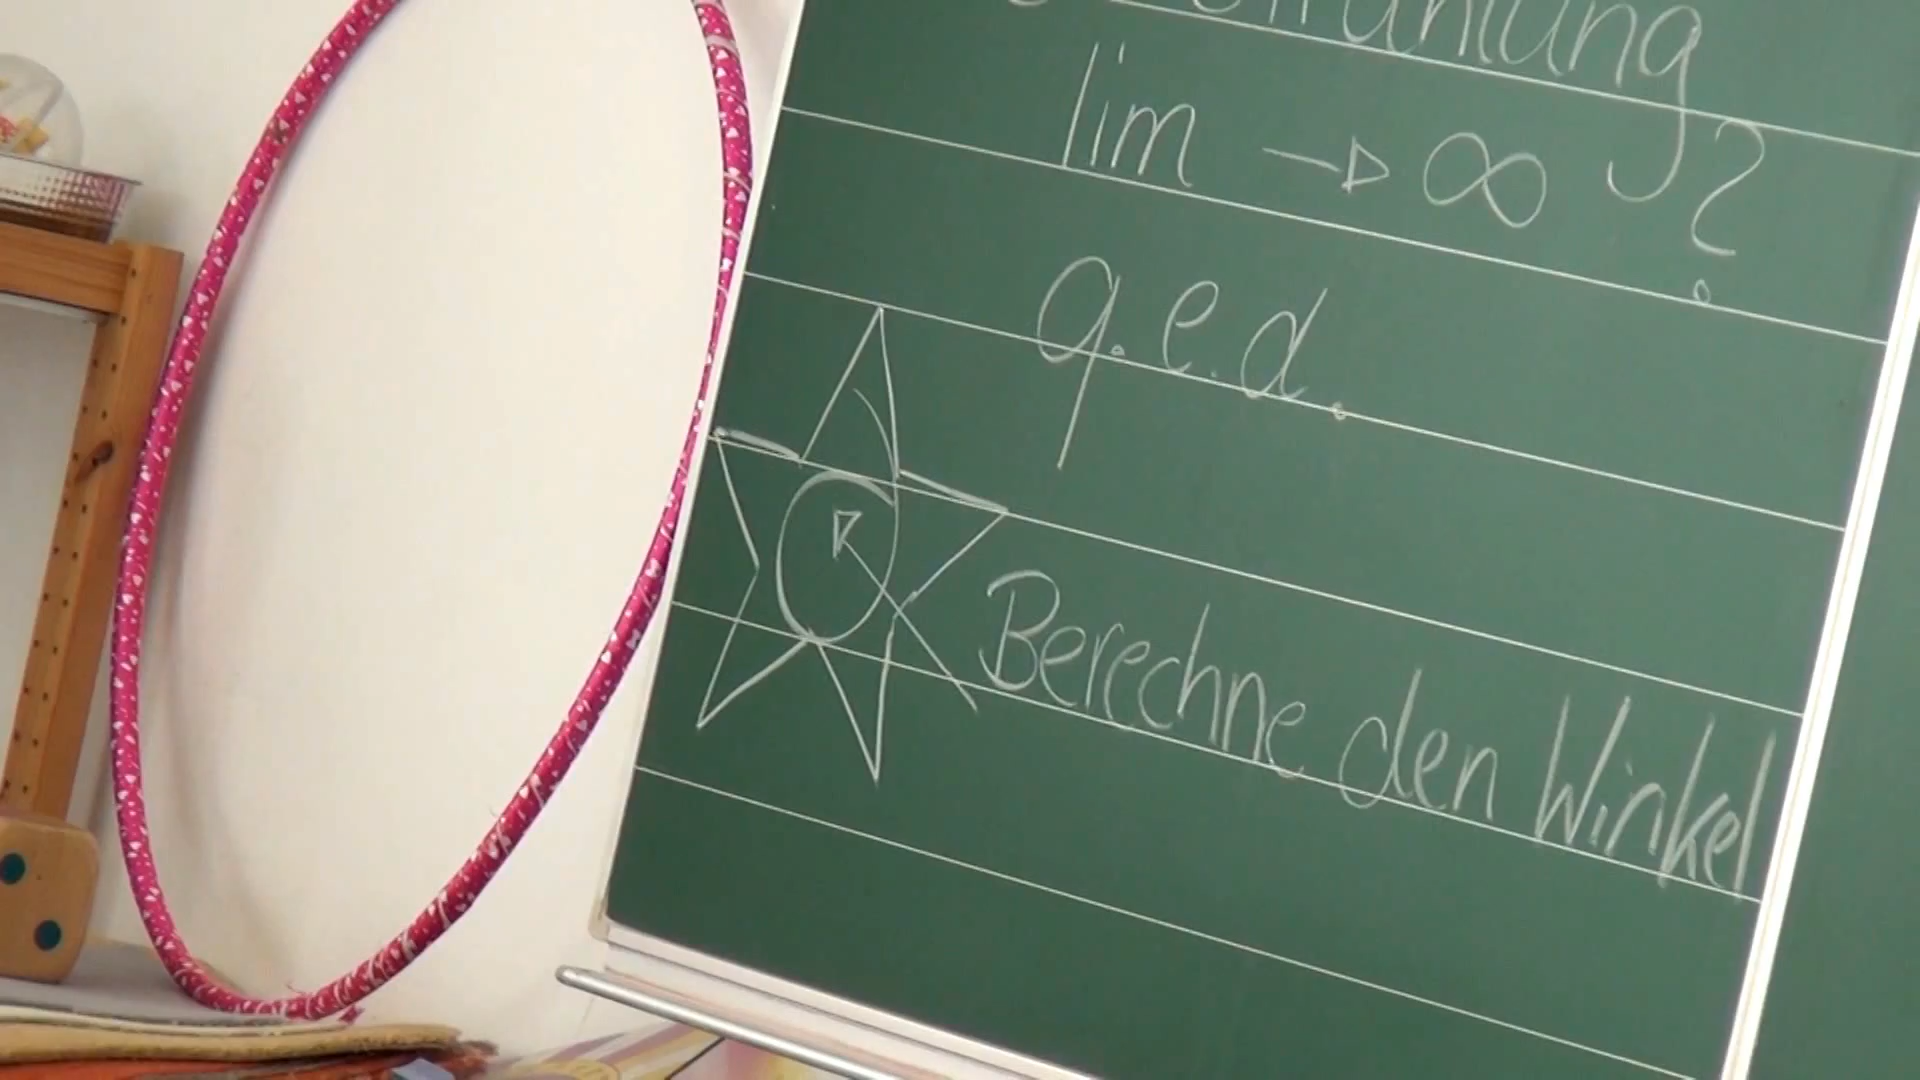 lim → ∞ ?
q.e.d.
Berechne den Winkel